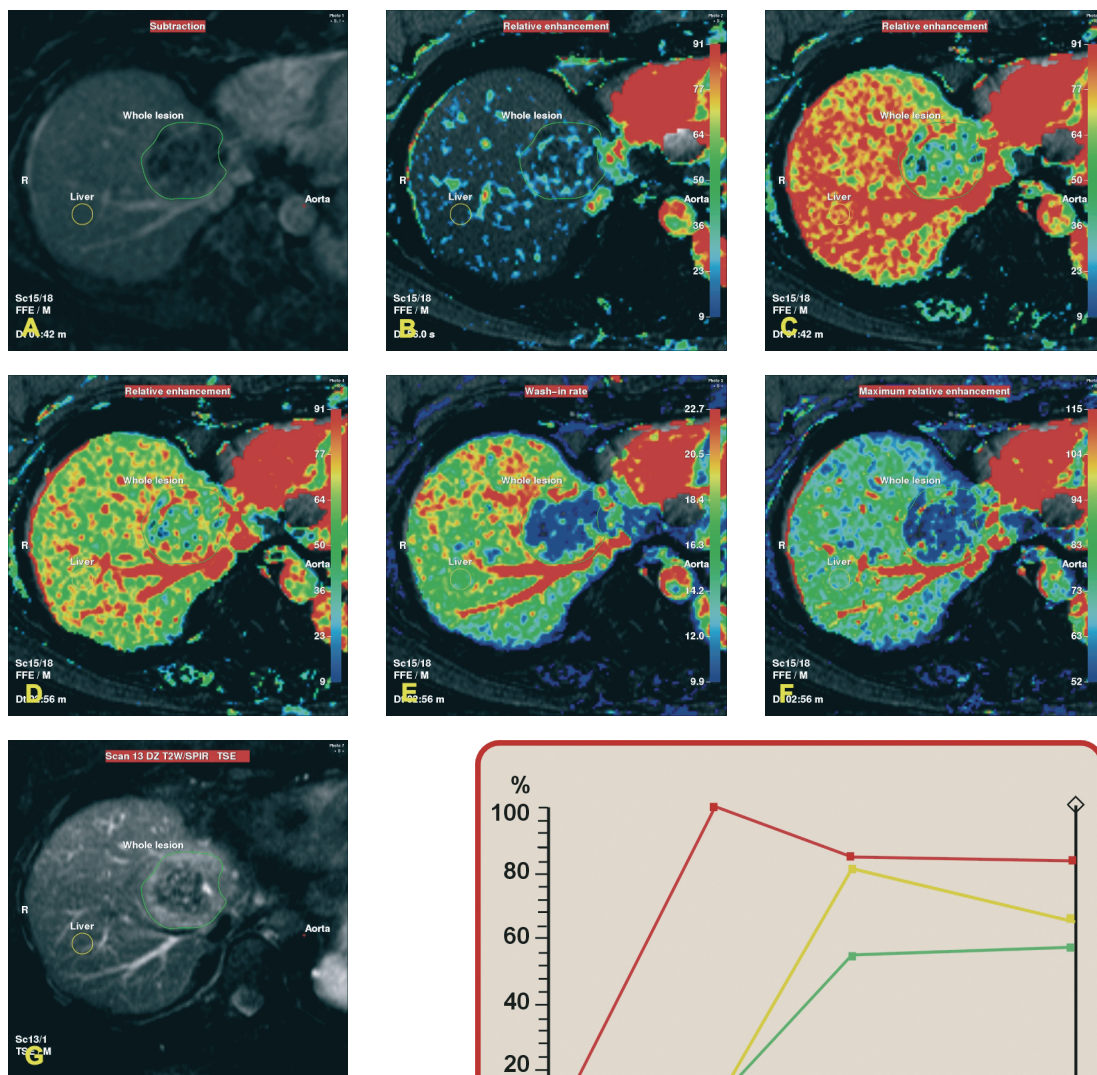 Subtraction
Whole lesion
R
Liver
Aorta
Sc15/18
FFE / M
A
Relative enhancement
91
77
Whole lesion
64
R
50
Liver
Aorta
36
23
Sc15/18
FFE / M
9
B
Relative enhancement
91
77
Whole lesion
64
R
50
Liver
Aorta
36
23
Sc15/18
FFE / M
9
C
Relative enhancement
91
77
Whole lesion
64
R
50
Liver
Aorta
36
23
Sc15/18
FFE / M
9
D
Wash-in rate
22.7
20.5
Whole lesion
18.4
R
16.3
Liver
Aorta
14.2
12.0
Sc15/18
FFE / M
9.9
E
Maximum relative enhancement
115
104
Whole lesion
94
R
83
Liver
Aorta
73
63
Sc15/18
FFE / M
52
F
Scan 13 DZ T2W/SPIR TSE
Whole lesion
R
Liver
Aorta
Sc13/1
G
%
100
80
60
40
20